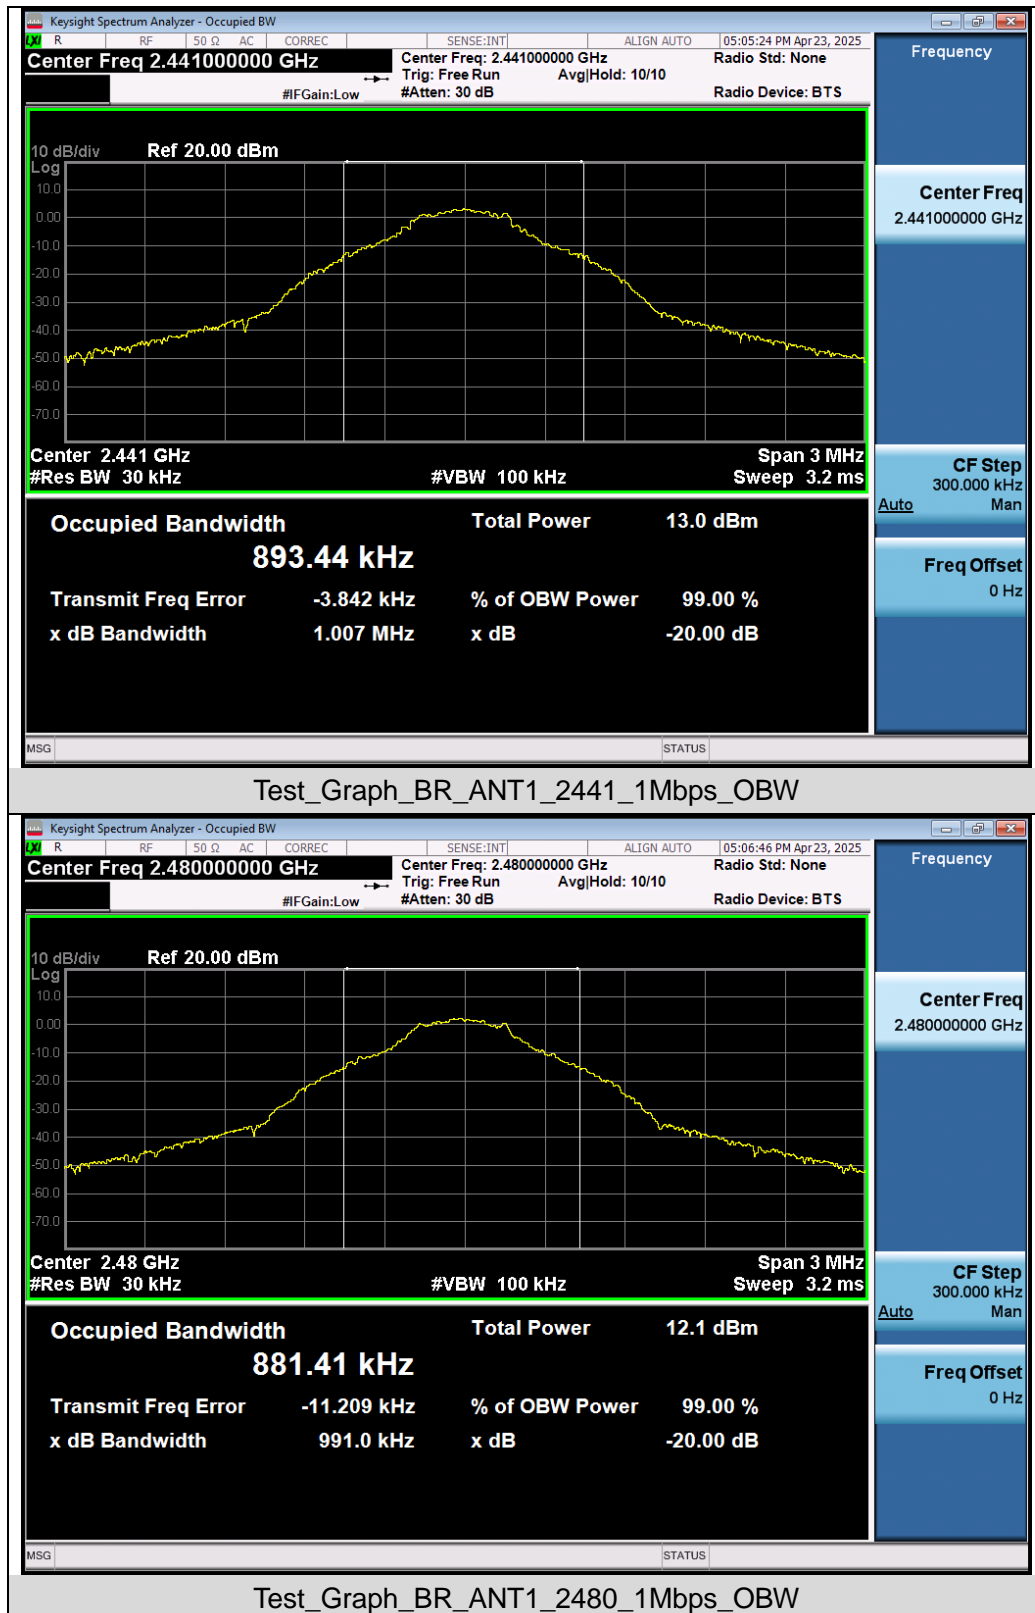 Keysight Spectrum Analyzer - Occupied BW
LXI R RF 50 Ω AC CORREC SENSE:INT ALIGN AUTO 05:05:24 PM Apr 23, 2025
Center Freq 2.441000000 GHz
Center Freq: 2.441000000 GHz
Radio Std: None
Trig: Free Run Avg|Hold: 10/10
#IFGain:Low #Atten: 30 dB Radio Device: BTS
10 dB/div Ref 20.00 dBm
Log
10.0
0.00
-10.0
-20.0
-30.0
-40.0
-50.0
-60.0
-70.0
Center 2.441 GHz Span 3 MHz
#Res BW 30 kHz #VBW 100 kHz Sweep 3.2 ms
Occupied Bandwidth Total Power 13.0 dBm
893.44 kHz
Transmit Freq Error -3.842 kHz % of OBW Power 99.00 %
x dB Bandwidth 1.007 MHz x dB -20.00 dB
MSG STATUS
Frequency
Center Freq
2.441000000 GHz
CF Step
300.000 kHz
Auto Man
Freq Offset
0 Hz
Test_Graph_BR_ANT1_2441_1Mbps_OBW
Keysight Spectrum Analyzer - Occupied BW
LXI R RF 50 Ω AC CORREC SENSE:INT ALIGN AUTO 05:06:46 PM Apr 23, 2025
Center Freq 2.480000000 GHz
Center Freq: 2.480000000 GHz
Radio Std: None
Trig: Free Run Avg|Hold: 10/10
#IFGain:Low #Atten: 30 dB Radio Device: BTS
10 dB/div Ref 20.00 dBm
Log
10.0
0.00
-10.0
-20.0
-30.0
-40.0
-50.0
-60.0
-70.0
Center 2.48 GHz Span 3 MHz
#Res BW 30 kHz #VBW 100 kHz Sweep 3.2 ms
Occupied Bandwidth Total Power 12.1 dBm
881.41 kHz
Transmit Freq Error -11.209 kHz % of OBW Power 99.00 %
x dB Bandwidth 991.0 kHz x dB -20.00 dB
MSG STATUS
Frequency
Center Freq
2.480000000 GHz
CF Step
300.000 kHz
Auto Man
Freq Offset
0 Hz
Test_Graph_BR_ANT1_2480_1Mbps_OBW